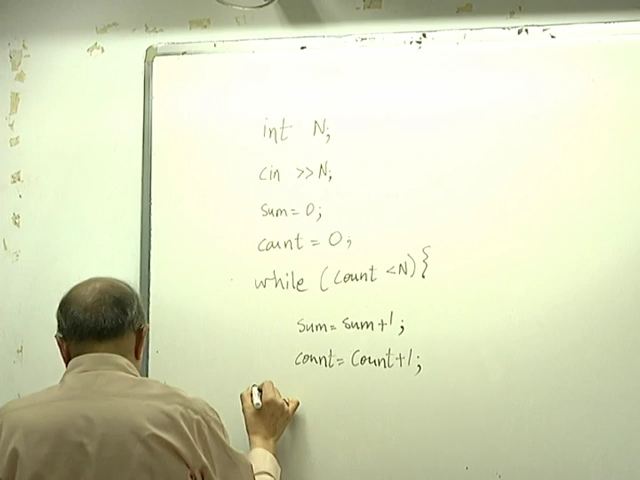 int N;
cin >> N;
sum = 0;
count = 0;
while (count < N) {
sum = sum + 1;
count = count + 1;